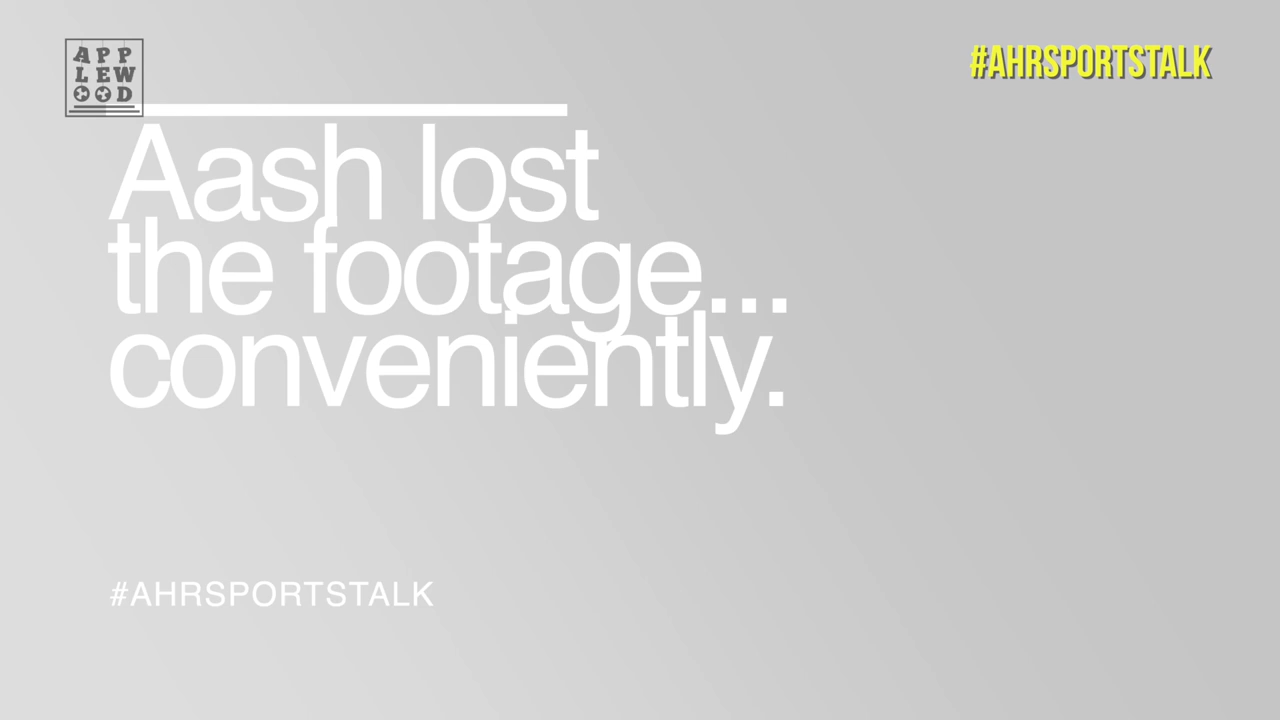 APP
LEW
OOD
#AHRSPORTSTALK
Aash lost
the footage...
conveniently.
#AHRSPORTSTALK